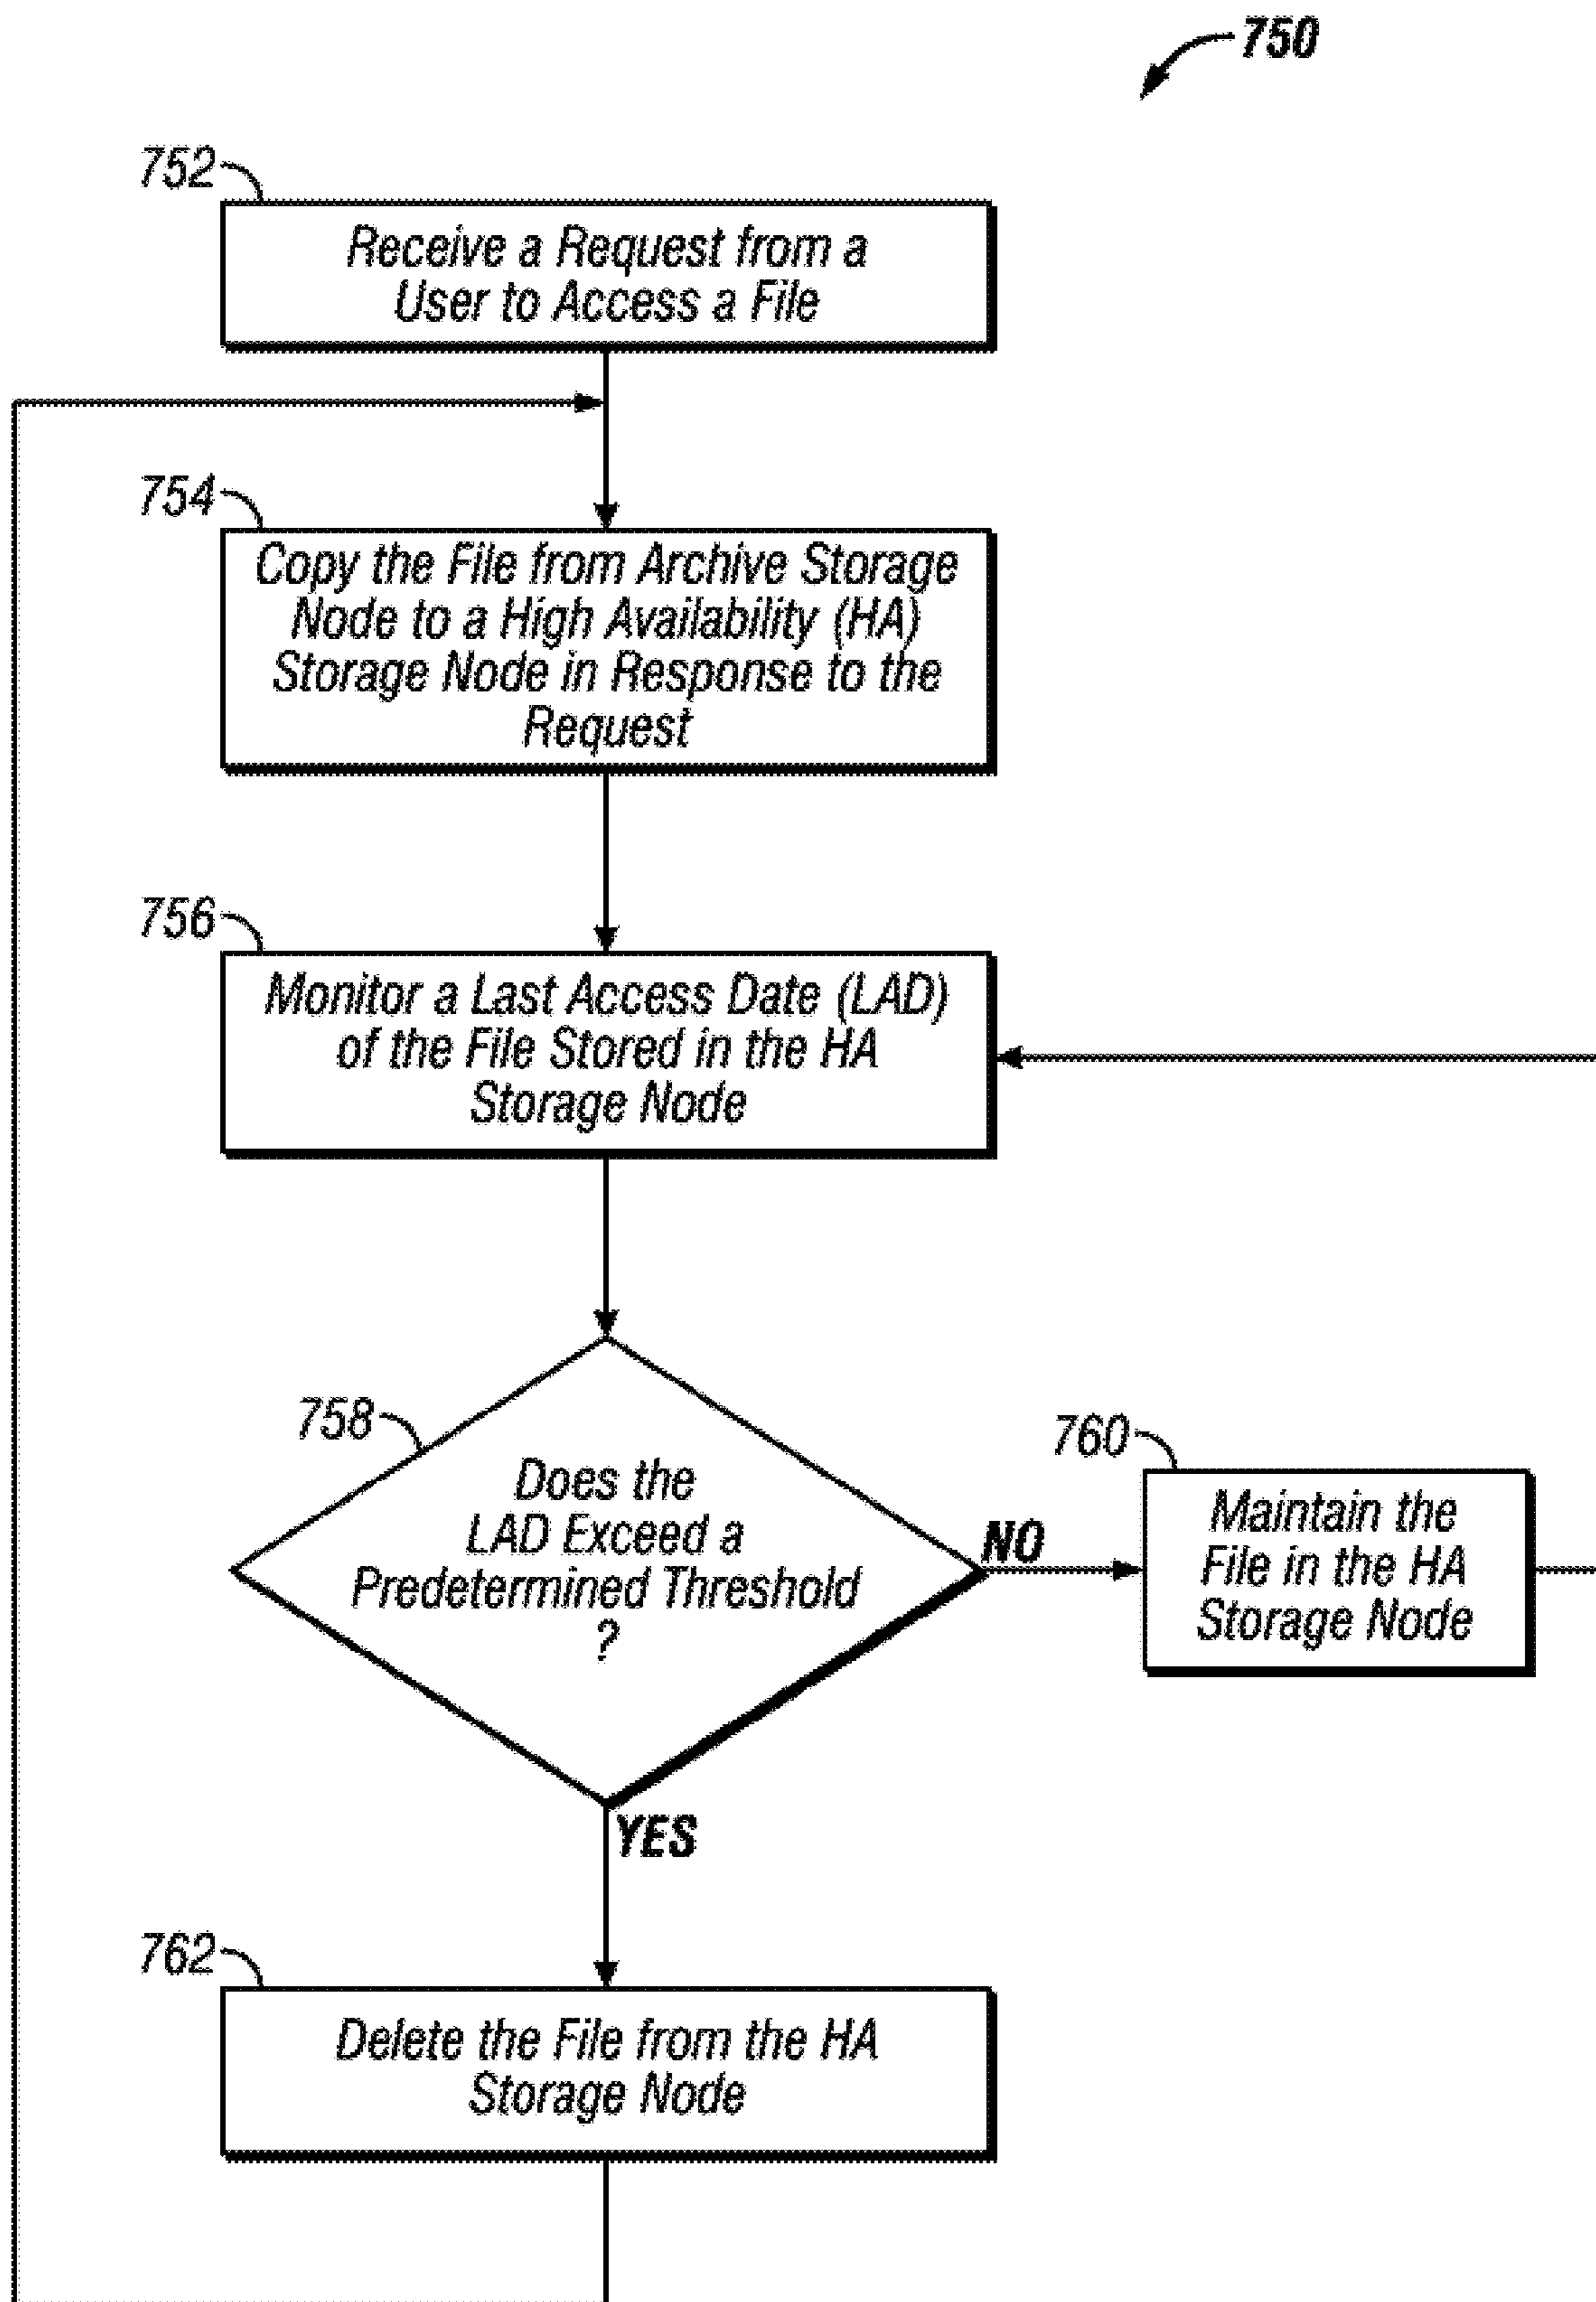 750
752
Receive a Request from a
User to Access a File
754
Copy the File from Archive Storage
Node to a High Availability (HA)
Storage Node in Response to the
Request
756
Monitor a Last Access Date (LAD)
of the File Stored in the HA
Storage Node
758
Does the
LAD Exceed a
Predetermined Threshold
?
NO
760
Maintain the
File in the HA
Storage Node
YES
762
Delete the File from the HA
Storage Node